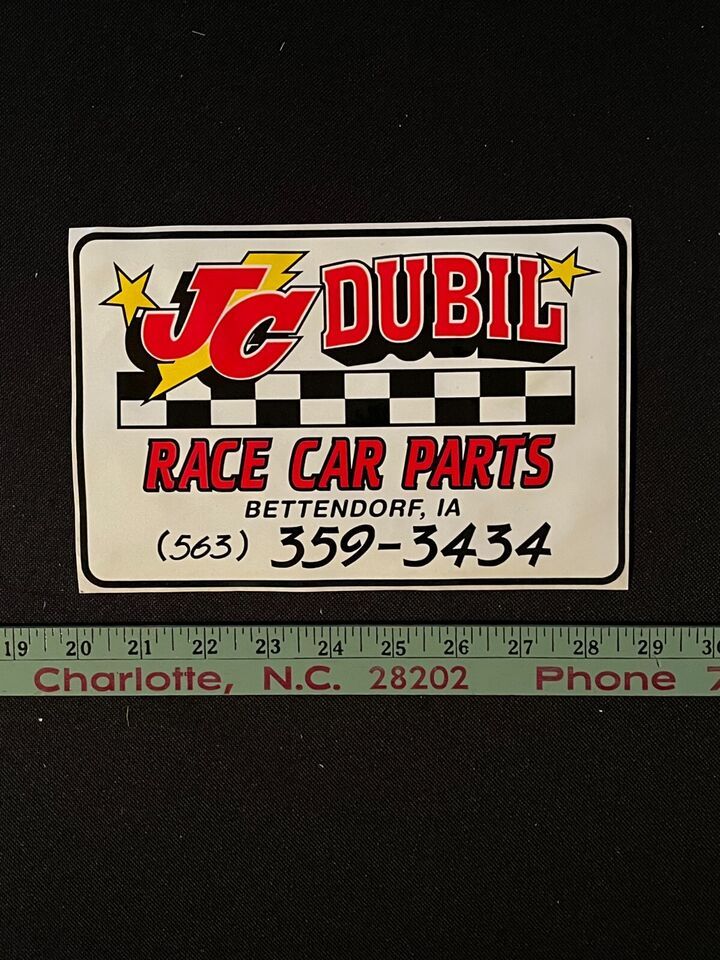 JC DUBIL
RACE CAR PARTS
BETTENDORF, IA
(563) 359-3434
19 20 21 22 23 24 25 26 27 28 29
Charlotte, N.C. 28202 Phone 7